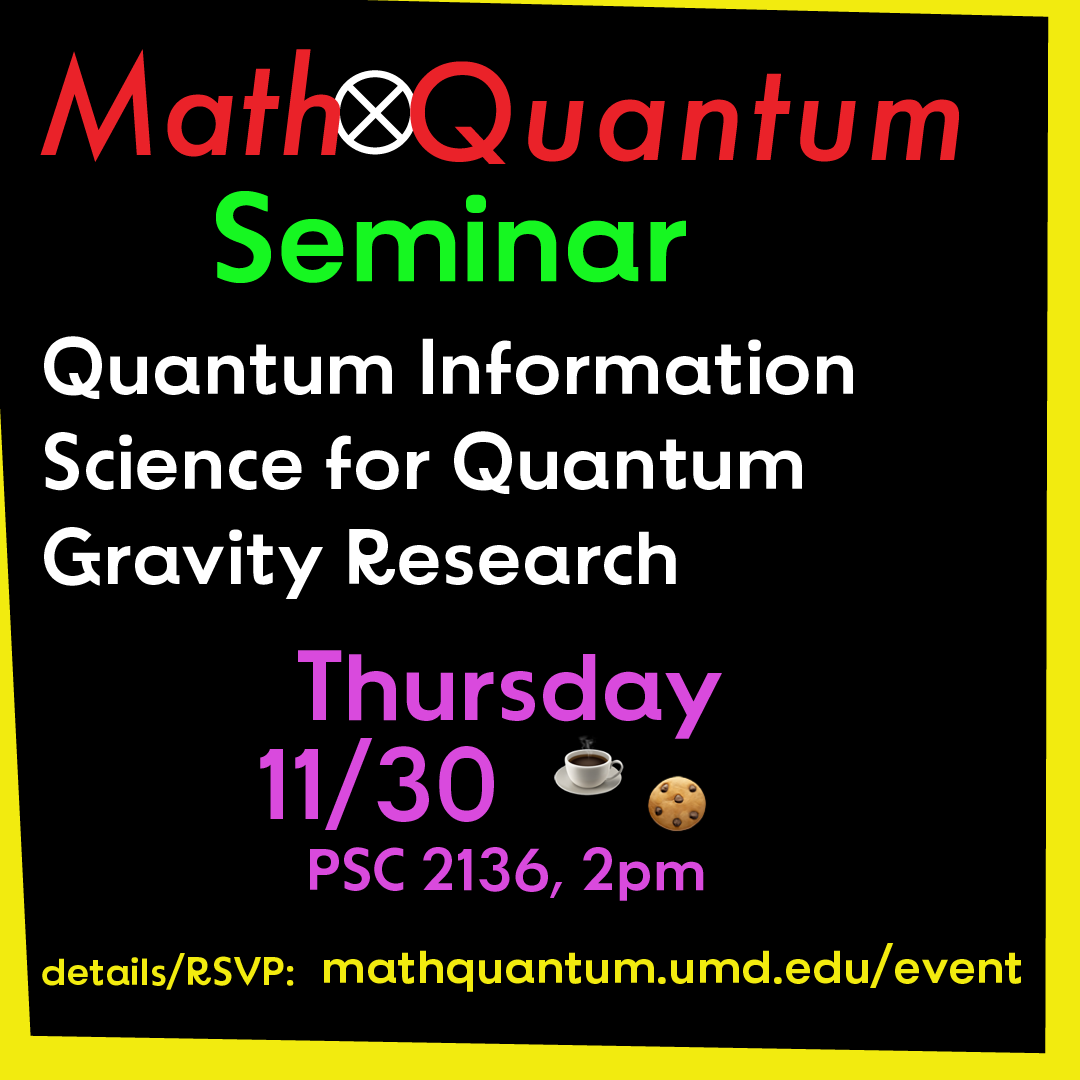 Math⊗Quantum
Seminar
Quantum Information
Science for Quantum
Gravity Research
Thursday
11/30
PSC 2136, 2pm
details/RSVP: mathquantum.umd.edu/event